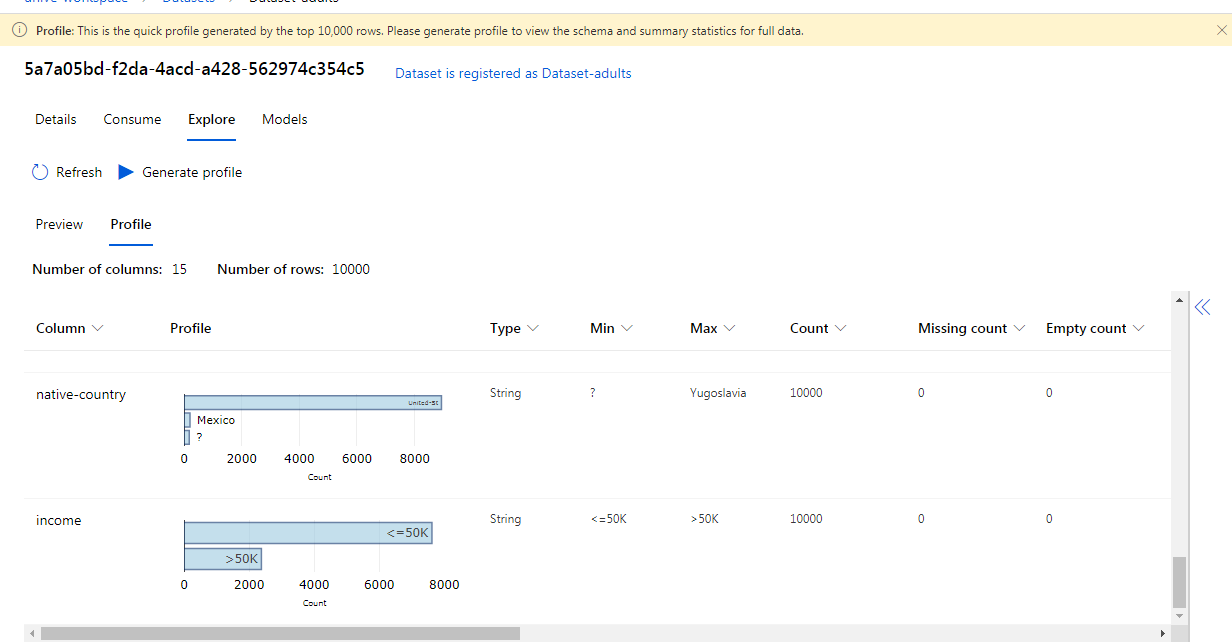 Profile: This is the quick profile generated by the top 10,000 rows. Please generate profile to view the schema and summary statistics for full data.
5a7a05bd-f2da-4acd-a428-562974c354c5 Dataset is registered as Dataset-adults
Details Consume Explore Models
Refresh Generate profile
Preview Profile
Number of columns: 15 Number of rows: 10000
Column Profile Type Min Max Count Missing count Empty count
native-country String ? Yugoslavia 10000 0 0
United-St
Mexico
?
0 2000 4000 6000 8000
Count
income String <=50K >50K 10000 0 0
<=50K
>50K
0 2000 4000 6000 8000
Count